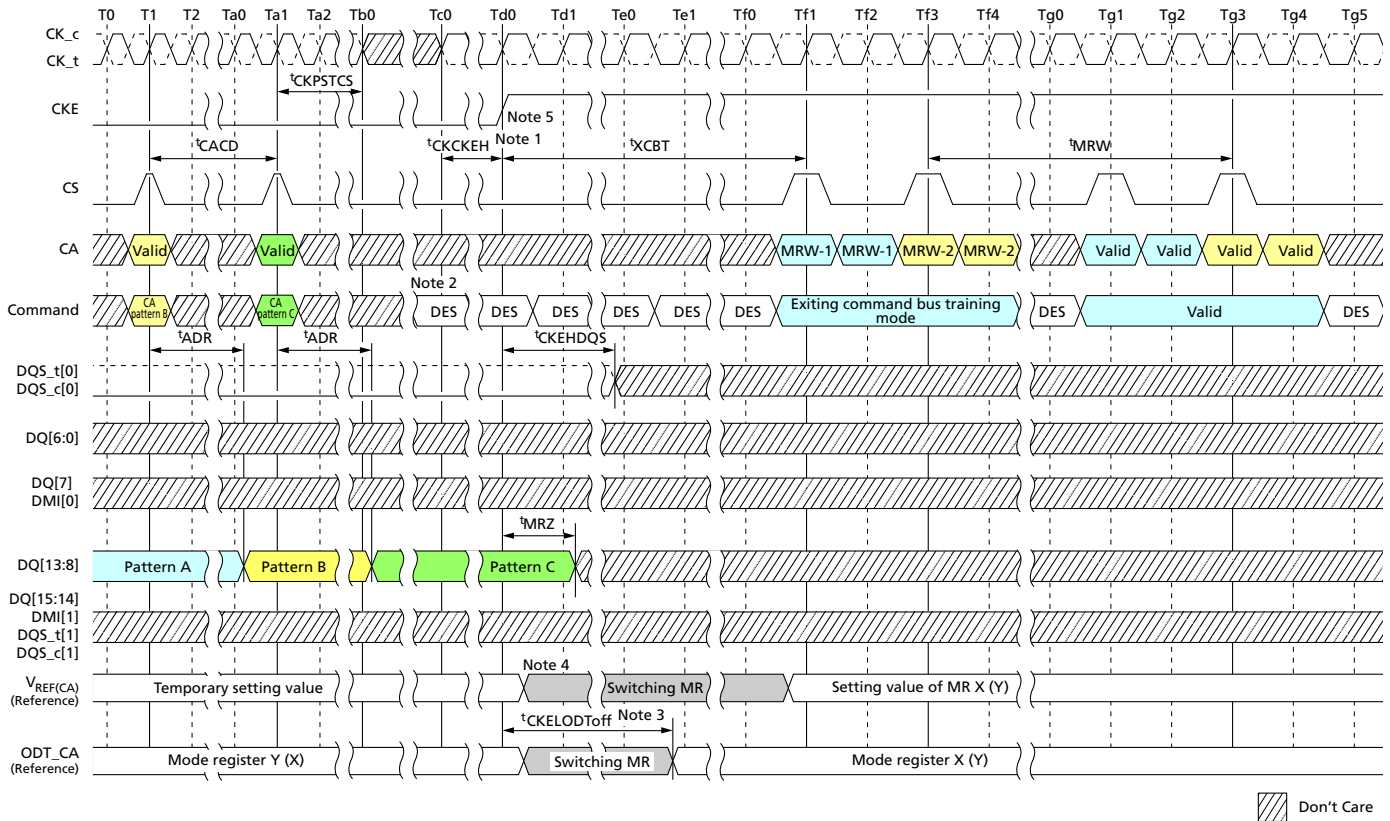 T0 T1 T2 Ta0 Ta1 Ta2 Tb0 Tc0 Td0 Td1 Te0 Te1 Tf0 Tf1 Tf2 Tf3 Tf4 Tg0 Tg1 Tg2 Tg3 Tg4 Tg5
CK_c
CK_t
tCKPSTCS
CKE
Note 5
tCACD
tCKCKEH
Note 1
tXCBT
tMRW
CS
CA
Valid
Valid
MRW-1
MRW-1
MRW-2
MRW-2
Valid
Valid
Valid
Valid
Note 2
Command
CA
pattern B
CA
pattern C
DES
DES
DES
DES
DES
DES
Exiting command bus training
mode
DES
Valid
DES
tADR
tADR
tCKEHDQS
DQS_t[0]
DQS_c[0]
DQ[6:0]
DQ[7]
DMI[0]
tMRZ
DQ[13:8]
Pattern A
Pattern B
Pattern C
DQ[15:14]
DMI[1]
DQS_t[1]
DQS_c[1]
Note 4
VREF(CA)
(Reference)
Temporary setting value
Switching MR
Setting value of MR X (Y)
tCKELODToff
Note 3
ODT_CA
(Reference)
Mode register Y (X)
Switching MR
Mode register X (Y)
Don't Care